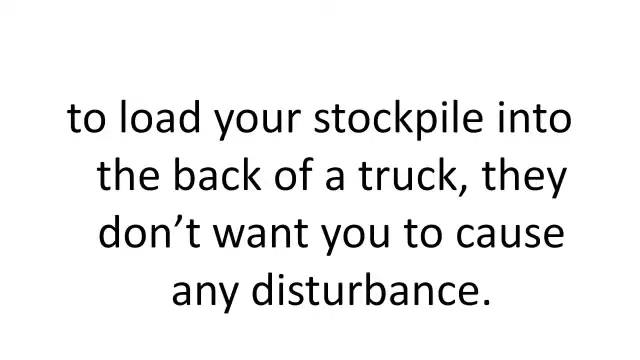 to load your stockpile into
the back of a truck, they
don’t want you to cause
any disturbance.